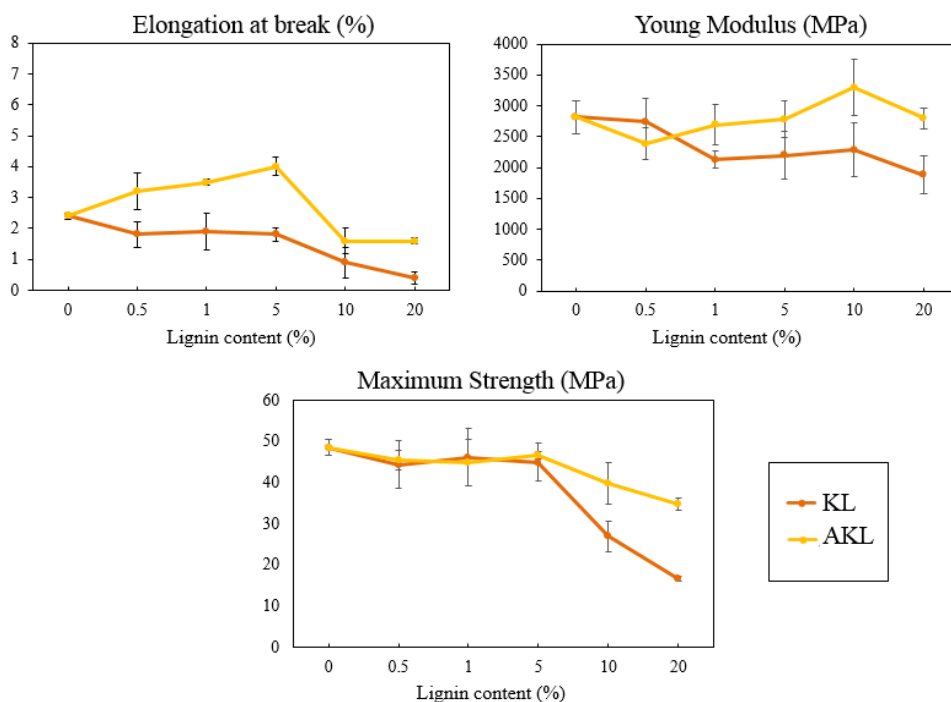 Elongation at break (%)
8
7
6
5
4
3
2
1
0
0 0.5 1 5 10 20
Lignin content (%)
Young Modulus (MPa)
4000
3500
3000
2500
2000
1500
1000
500
0
0 0.5 1 5 10 20
Lignin content (%)
Maximum Strength (MPa)
60
50
40
30
20
10
0
0 0.5 1 5 10 20
Lignin content (%)
KL
AKL